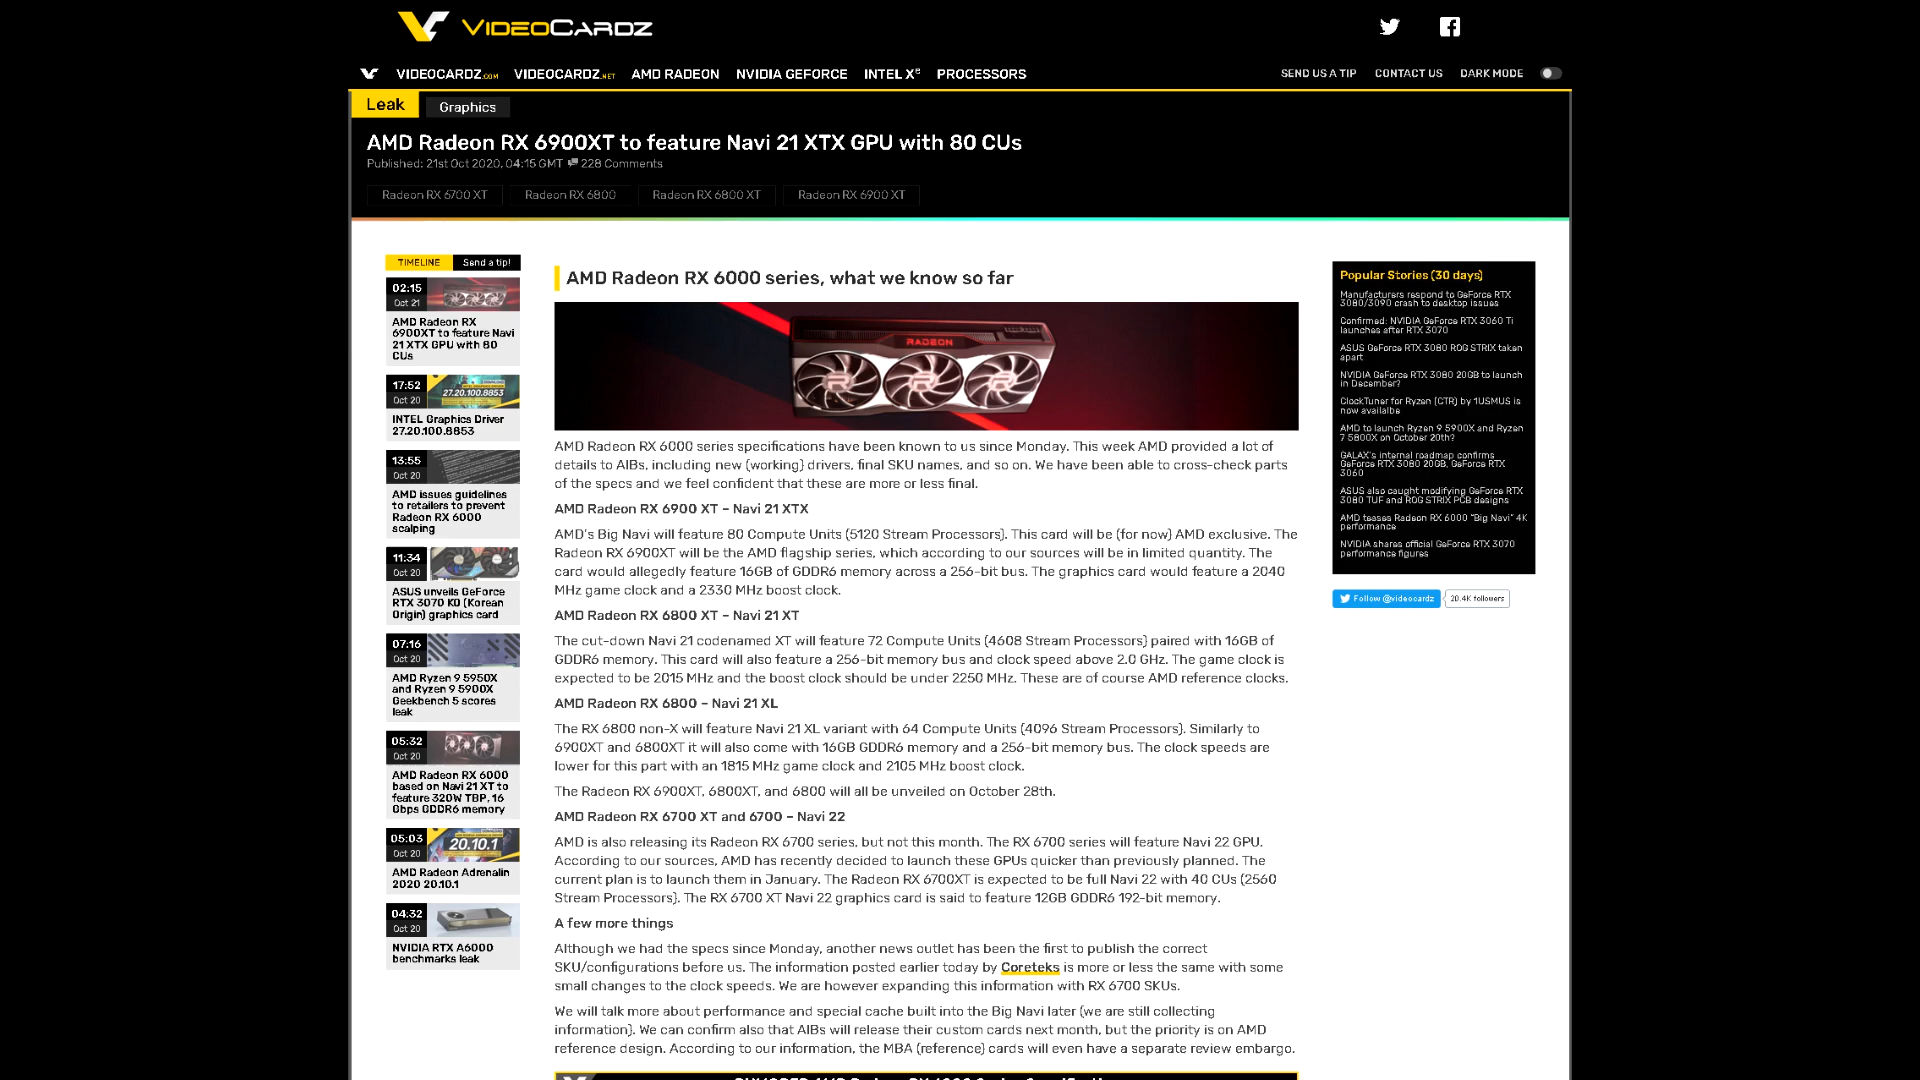 VIDEOCARDZ
VIDEOCARDZ.COM VIDEOCARDZ.NET AMD RADEON NVIDIA GEFORCE INTEL Xe PROCESSORS SEND US A TIP CONTACT US DARK MODE
Leak Graphics
AMD Radeon RX 6900XT to feature Navi 21 XTX GPU with 80 CUs
Published: 21st Oct 2020, 04:15 GMT 228 Comments
Radeon RX 6700 XT Radeon RX 6800 Radeon RX 6800 XT Radeon RX 6900 XT
TIMELINE Send a tip!
02:15
Oct 21
AMD Radeon RX
6900XT to feature Navi
21 XTX GPU with 80
CUs
17:52
Oct 20
27.20.100.8853
INTEL Graphics Driver
27.20.100.8853
13:55
Oct 20
AMD issues guidelines
to retailers to prevent
Radeon RX 6000
scalping
11:34
Oct 20
ASUS unveils GeForce
RTX 3070 KO (Korean
Origin) graphics card
07:16
Oct 20
AMD Ryzen 9 5950X
and Ryzen 9 5900X
Geekbench 5 scores
leak
05:32
Oct 20
AMD Radeon RX 6000
based on Navi 21 XT to
feature 320W TBP, 16
Gbps GDDR6 memory
05:03
Oct 20
20.10.1
AMD Radeon Adrenalin
2020 20.10.1
04:32
Oct 20
NVIDIA RTX A6000
benchmarks leak
AMD Radeon RX 6000 series, what we know so far
RADEON
AMD Radeon RX 6000 series specifications have been known to us since Monday. This week AMD provided a lot of
details to AIBs, including new (working) drivers, final SKU names, and so on. We have been able to cross-check parts
of the specs and we feel confident that these are more or less final.
AMD Radeon RX 6900 XT – Navi 21 XTX
AMD's Big Navi will feature 80 Compute Units (5120 Stream Processors). This card will be (for now) AMD exclusive. The
Radeon RX 6900XT will be the AMD flagship series, which according to our sources will be in limited quantity. The
card would allegedly feature 16GB of GDDR6 memory across a 256-bit bus. The graphics card would feature a 2040
MHz game clock and a 2330 MHz boost clock.
AMD Radeon RX 6800 XT – Navi 21 XT
The cut-down Navi 21 codenamed XT will feature 72 Compute Units (4608 Stream Processors) paired with 16GB of
GDDR6 memory. This card will also feature a 256-bit memory bus and clock speed above 2.0 GHz. The game clock is
expected to be 2015 MHz and the boost clock should be under 2250 MHz. These are of course AMD reference clocks.
AMD Radeon RX 6800 – Navi 21 XL
The RX 6800 non-X will feature Navi 21 XL variant with 64 Compute Units (4096 Stream Processors). Similarly to
6900XT and 6800XT it will also come with 16GB GDDR6 memory and a 256-bit memory bus. The clock speeds are
lower for this part with an 1815 MHz game clock and 2105 MHz boost clock.
The Radeon RX 6900XT, 6800XT, and 6800 will all be unveiled on October 28th.
AMD Radeon RX 6700 XT and 6700 – Navi 22
AMD is also releasing its Radeon RX 6700 series, but not this month. The RX 6700 series will feature Navi 22 GPU.
According to our sources, AMD has recently decided to launch these GPUs quicker than previously planned. The
current plan is to launch them in January. The Radeon RX 6700XT is expected to be full Navi 22 with 40 CUs (2560
Stream Processors). The RX 6700 XT Navi 22 graphics card is said to feature 12GB GDDR6 192-bit memory.
A few more things
Although we had the specs since Monday, another news outlet has been the first to publish the correct
SKU/configurations before us. The information posted earlier today by Coreteks is more or less the same with some
small changes to the clock speeds. We are however expanding this information with RX 6700 SKUs.
We will talk more about performance and special cache built into the Big Navi later (we are still collecting
information). We can confirm also that AIBs will release their custom cards next month, but the priority is on AMD
reference design. According to our information, the MBA (reference) cards will even have a separate review embargo.
Popular Stories (30 days)
Manufacturers respond to GeForce RTX
3080/3090 crash to desktop issues
Confirmed: NVIDIA GeForce RTX 3060 Ti
launches after RTX 3070
ASUS GeForce RTX 3080 ROG STRIX taken
apart
NVIDIA GeForce RTX 3080 20GB to launch
in December?
ClockTuner for Ryzen (CTR) by 1USMUS is
now availalbe
AMD to launch Ryzen 9 5900X and Ryzen
7 5800X on October 20th?
GALAX's internal roadmap confirms
GeForce RTX 3080 20GB, GeForce RTX
3060
ASUS also caught modifying GeForce RTX
3080 TUF and ROG STRIX PCB designs
AMD teases Radeon RX 6000 "Big Navi" 4K
performance
NVIDIA shares official GeForce RTX 3070
performance figures
Follow @videocardz 20.4K followers